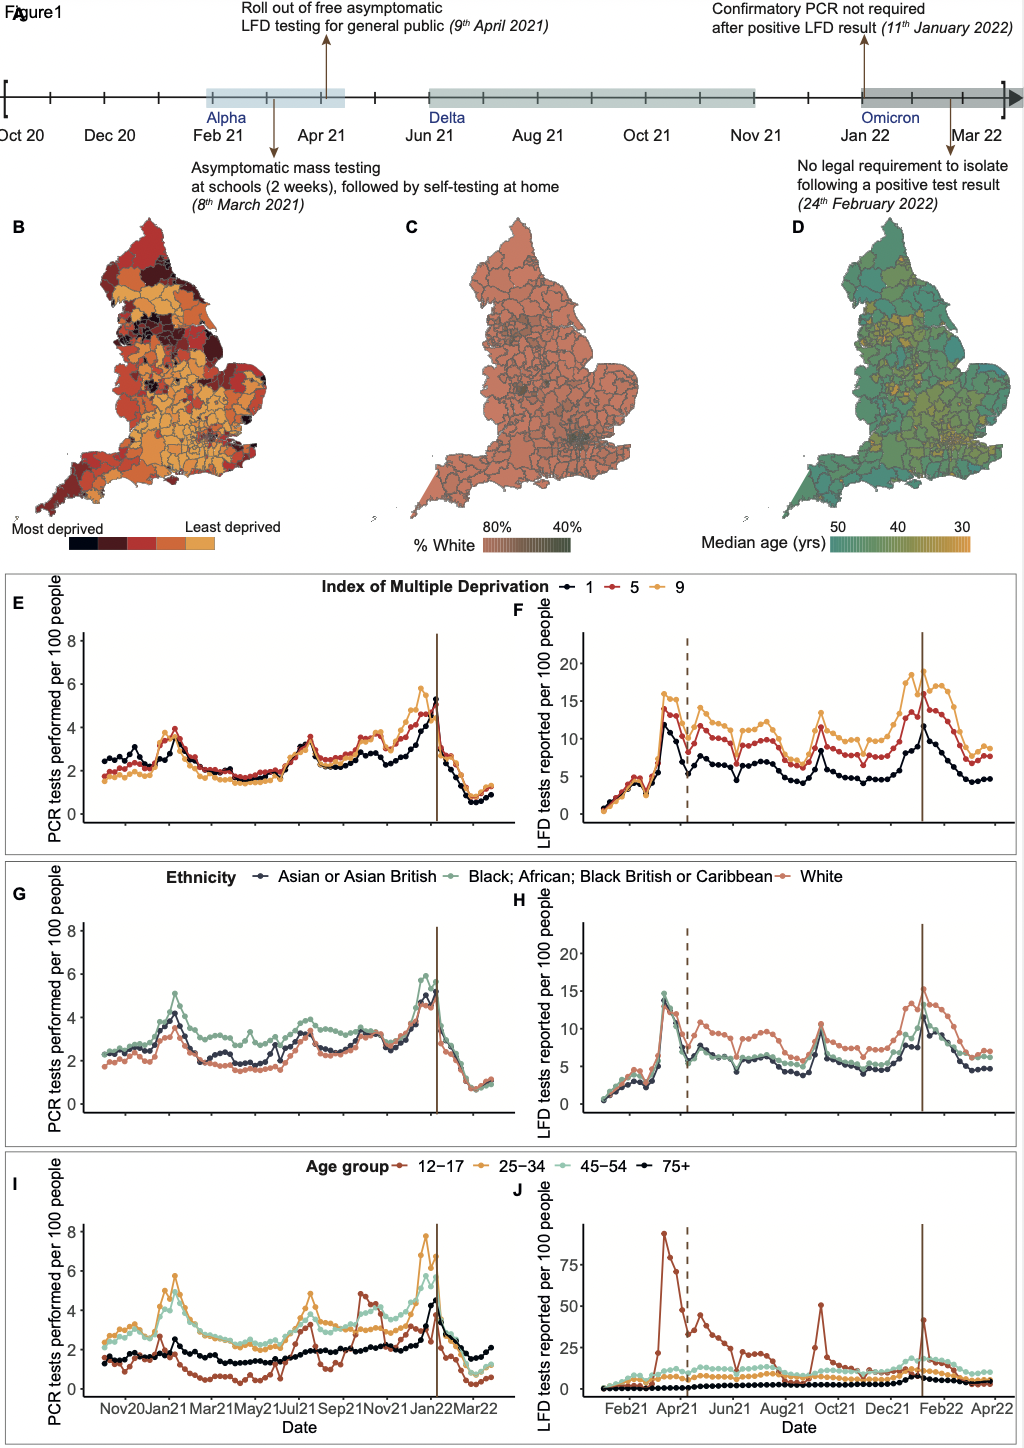 Figure1
A
Roll out of free asymptomatic
LFD testing for general public (9th April 2021)
Confirmatory PCR not required
after positive LFD result (11th January 2022)
Alpha
Delta
Omicron
Oct 20 Dec 20 Feb 21 Apr 21 Jun 21 Aug 21 Oct 21 Nov 21 Jan 22 Mar 22
Asymptomatic mass testing
at schools (2 weeks), followed by self-testing at home
(8th March 2021)
No legal requirement to isolate
following a positive test result
(24th February 2022)
B
C
D
Most deprived Least deprived
80% 40%
% White
50 40 30
Median age (yrs)
Index of Multiple Deprivation 1 5 9
E
PCR tests performed per 100 people
8
6
4
2
0
F
LFD tests reported per 100 people
20
15
10
5
0
Ethnicity Asian or Asian British Black; African; Black British or Caribbean White
G
PCR tests performed per 100 people
8
6
4
2
0
H
LFD tests reported per 100 people
20
15
10
5
0
Age group 12−17 25−34 45−54 75+
I
PCR tests performed per 100 people
8
6
4
2
0
Nov20 Jan21 Mar21 May21 Jul21 Sep21 Nov21 Jan22 Mar22
Date
J
LFD tests reported per 100 people
75
50
25
0
Feb21 Apr21 Jun21 Aug21 Oct21 Dec21 Feb22 Apr22
Date